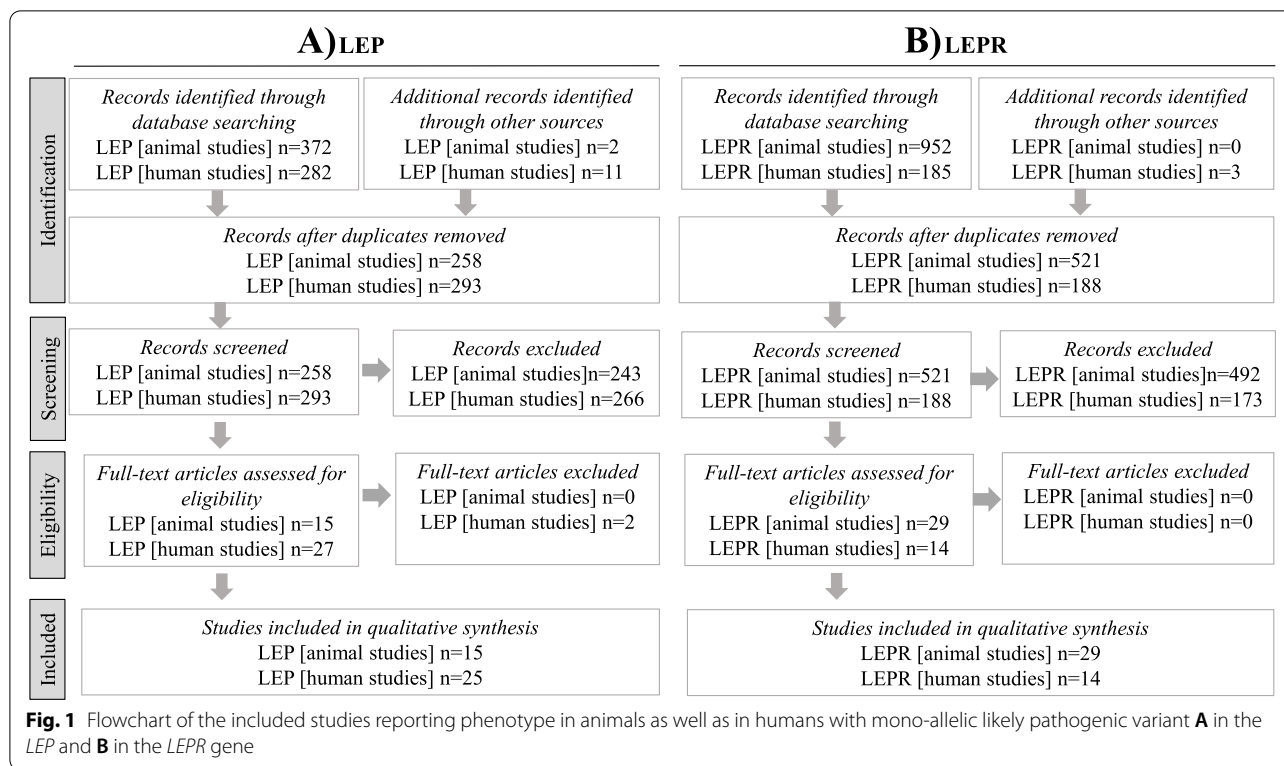 A) LEP
B) LEPR
Identification
Records identified through
database searching
LEP [animal studies] n=372
LEP [human studies] n=282
Additional records identified
through other sources
LEP [animal studies] n=2
LEP [human studies] n=11
Records after duplicates removed
LEP [animal studies] n=258
LEP [human studies] n=293
Records identified through
database searching
LEPR [animal studies] n=952
LEPR [human studies] n=185
Additional records identified
through other sources
LEPR [animal studies] n=0
LEPR [human studies] n=3
Records after duplicates removed
LEPR [animal studies] n=521
LEPR [human studies] n=188
Screening
Records screened
LEP [animal studies] n=258
LEP [human studies] n=293
Records excluded
LEP [animal studies]n=243
LEP [human studies] n=266
Records screened
LEPR [animal studies] n=521
LEPR [human studies] n=188
Records excluded
LEPR [animal studies]n=492
LEPR [human studies] n=173
Eligibility
Full-text articles assessed for
eligibility
LEP [animal studies] n=15
LEP [human studies] n=27
Full-text articles excluded
LEP [animal studies] n=0
LEP [human studies] n=2
Full-text articles assessed for
eligibility
LEPR [animal studies] n=29
LEPR [human studies] n=14
Full-text articles excluded
LEPR [animal studies] n=0
LEPR [human studies] n=0
Included
Studies included in qualitative synthesis
LEP [animal studies] n=15
LEP [human studies] n=25
Studies included in qualitative synthesis
LEPR [animal studies] n=29
LEPR [human studies] n=14
Fig. 1 Flowchart of the included studies reporting phenotype in animals as well as in humans with mono-allelic likely pathogenic variant A in the
LEP and B in the LEPR gene